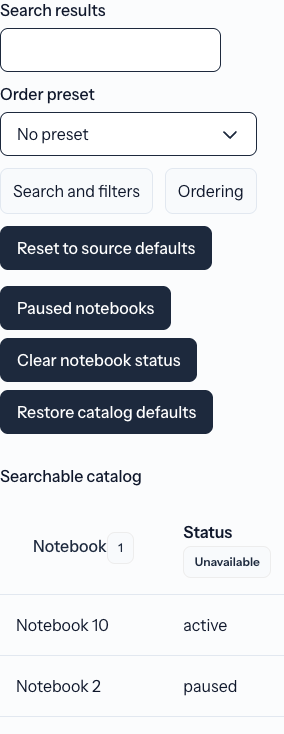 Search results
Order preset
No preset
Search and filters Ordering
Reset to source defaults
Paused notebooks
Clear notebook status
Restore catalog defaults
Searchable catalog
Notebook 1 Status
Unavailable
Notebook 10 active
Notebook 2 paused